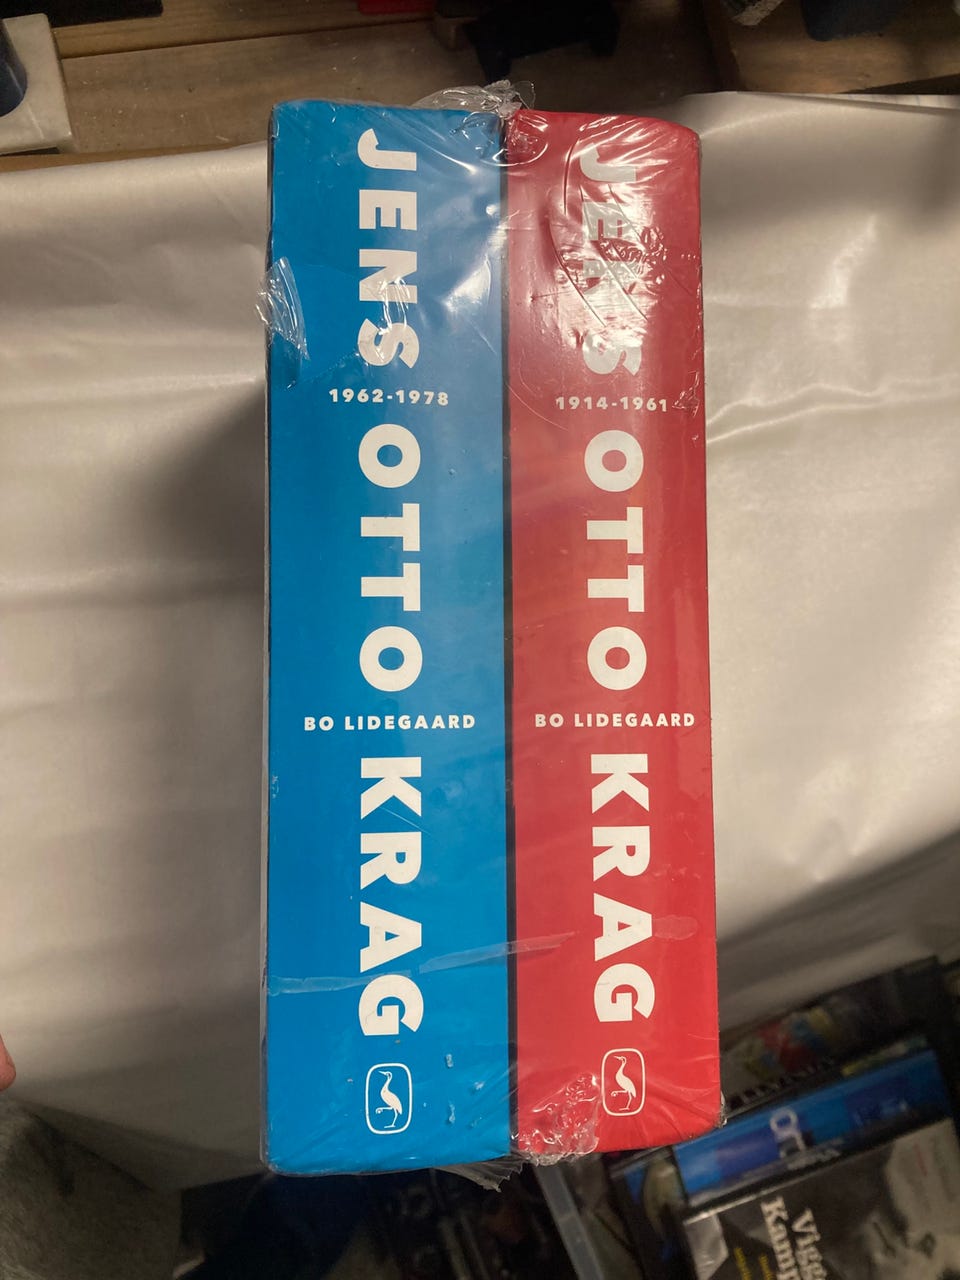 JENS OTTO KRAG
1962-1978
BO LIDEGAARD
JENS OTTO KRAG
1914-1961
BO LIDEGAARD